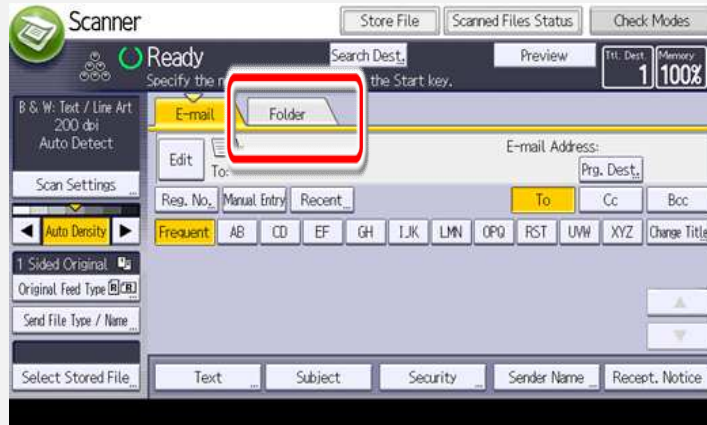 Scanner
Store File
Scanned Files Status
Check Modes
Ready
Search Dest.
Preview
Ttl. Dest.
1
Memory
100%
Specify the
the Start key.
B & W: Text / Line Art
200 dpi
Auto Detect
Scan Settings
Auto Density
1 Sided Original
Original Feed Type
Send File Type / Name
Select Stored File
E-mail
Folder
Edit
To:
E-mail Address:
Prg. Dest.
Reg. No.
Manual Entry
Recent
To
Cc
Bcc
Frequent
AB
CD
EF
GH
IJK
LMN
OPQ
RST
UVW
XYZ
Change Title
Text
Subject
Security
Sender Name
Recept. Notice